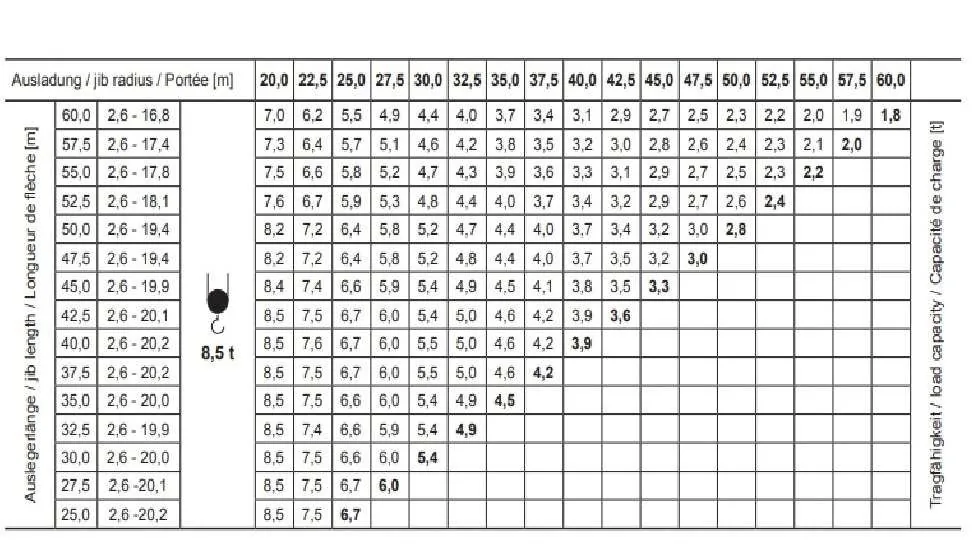 Ausladung / jib radius / Portée [m] 20,0 22,5 25,0 27,5 30,0 32,5 35,0 37,5 40,0 42,5 45,0 47,5 50,0 52,5 55,0 57,5 60,0
Auslegerlänge / jib length / Longueur de flèche [m]
60,0 2,6 - 16,8 7,0 6,2 5,5 4,9 4,4 4,0 3,7 3,4 3,1 2,9 2,7 2,5 2,3 2,2 2,0 1,9 1,8
57,5 2,6 - 17,4 7,3 6,4 5,7 5,1 4,6 4,2 3,8 3,5 3,2 3,0 2,8 2,6 2,4 2,3 2,1 2,0
55,0 2,6 - 17,8 7,5 6,6 5,8 5,2 4,7 4,3 3,9 3,6 3,3 3,1 2,9 2,7 2,5 2,3 2,2
52,5 2,6 - 18,1 7,6 6,7 5,9 5,3 4,8 4,4 4,0 3,7 3,4 3,2 2,9 2,7 2,6 2,4
50,0 2,6 - 19,4 8,2 7,2 6,4 5,8 5,2 4,7 4,4 4,0 3,7 3,4 3,2 3,0 2,8
47,5 2,6 - 19,4 8,2 7,2 6,4 5,8 5,2 4,8 4,4 4,0 3,7 3,5 3,2 3,0
45,0 2,6 - 19,9 8,4 7,4 6,6 5,9 5,4 4,9 4,5 4,1 3,8 3,5 3,3
42,5 2,6 - 20,1 8,5 7,5 6,7 6,0 5,4 5,0 4,6 4,2 3,9 3,6
40,0 2,6 - 20,2 8,5 7,6 6,7 6,0 5,5 5,0 4,6 4,2 3,9
8,5 t
37,5 2,6 - 20,2 8,5 7,5 6,7 6,0 5,5 5,0 4,6 4,2
35,0 2,6 - 20,0 8,5 7,5 6,6 6,0 5,4 4,9 4,5
32,5 2,6 - 19,9 8,5 7,4 6,6 5,9 5,4 4,9
30,0 2,6 - 20,0 8,5 7,5 6,6 6,0 5,4
27,5 2,6 -20,1 8,5 7,5 6,7 6,0
25,0 2,6 -20,2 8,5 7,5 6,7
Tragfähigkeit / load capacity / Capacité de charge [t]